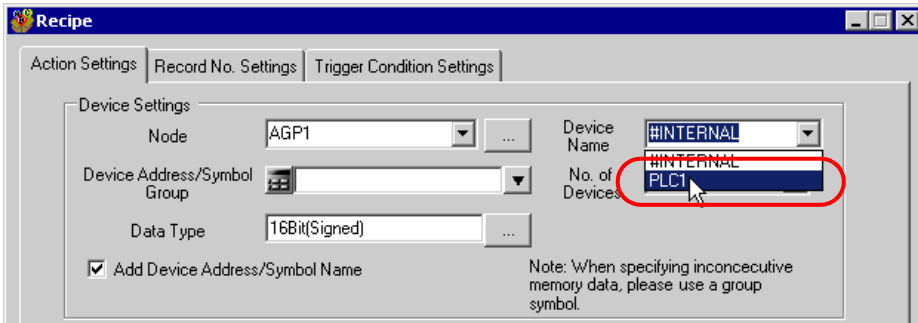 Recipe
Action Settings Record No. Settings Trigger Condition Settings
Device Settings
Node AGP1 ... Device Name #INTERNAL
#INTERNAL
Device Address/Symbol Group No. of Devices PLC1
Data Type 16Bit(Signed) ...
Add Device Address/Symbol Name
Note: When specifying inconcecutive
memory data, please use a group
symbol.